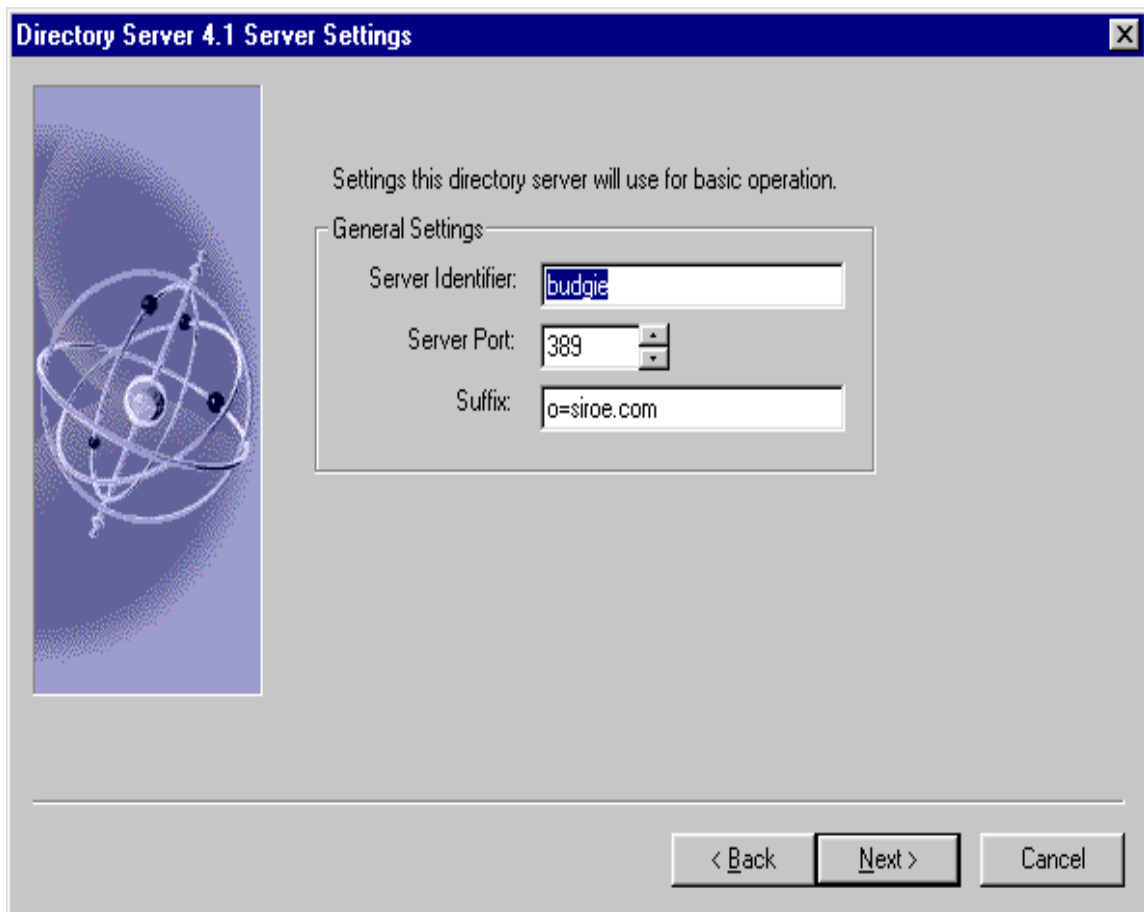 Directory Server 4.1 Server Settings
Settings this directory server will use for basic operation.
General Settings
Server Identifier: budgie
Server Port: 389
Suffix: o=siroe.com
< Back Next > Cancel